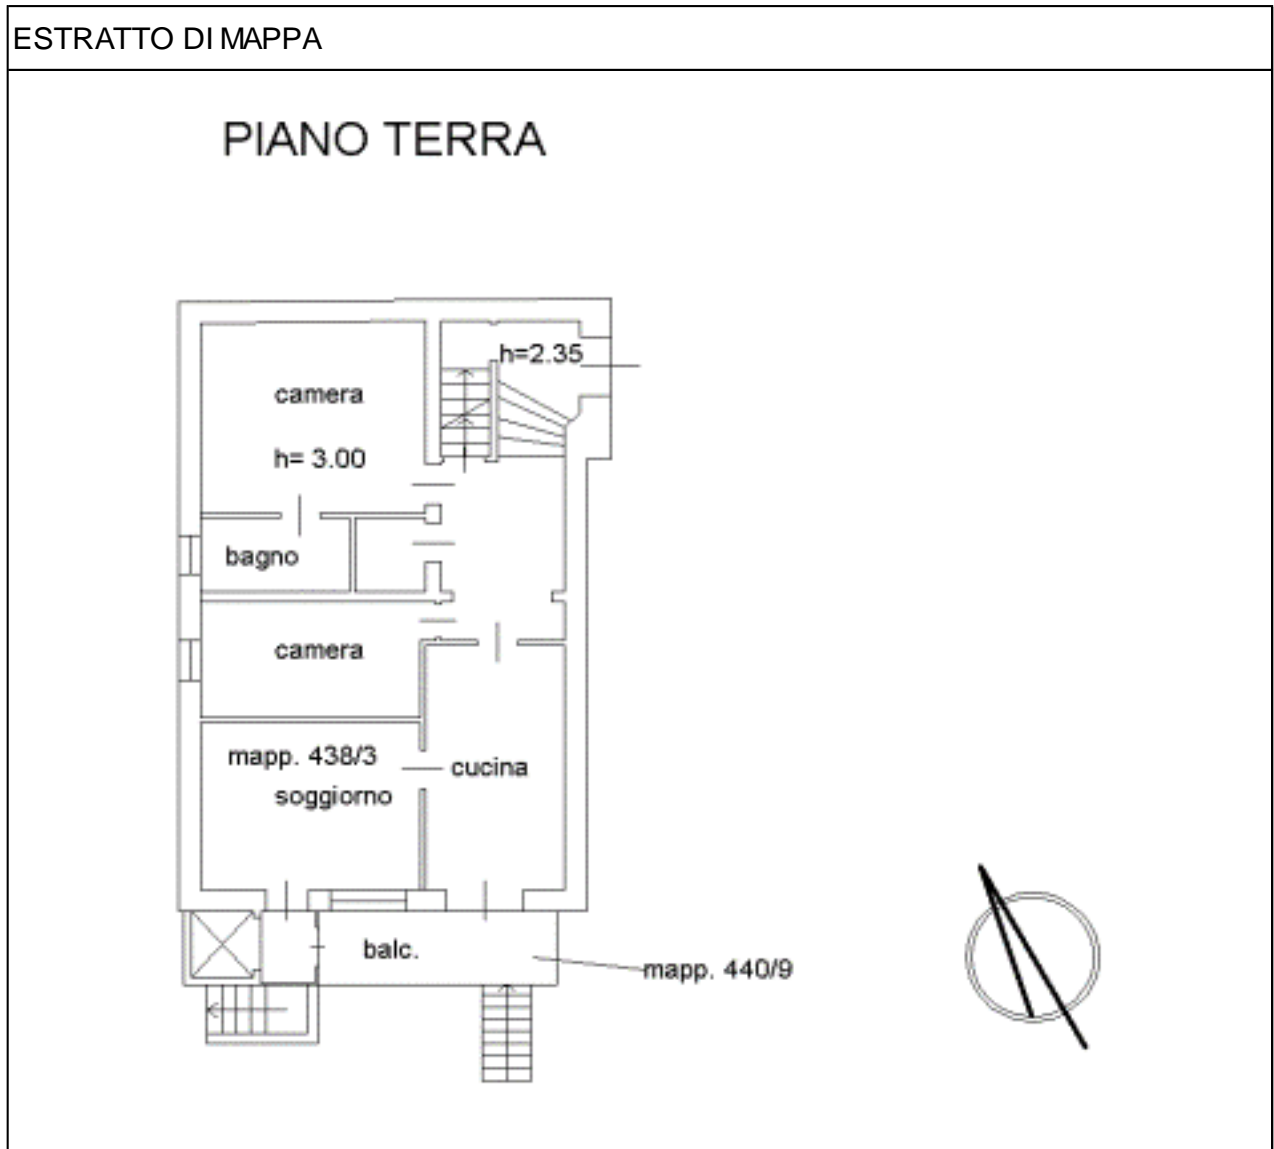 ESTRATTO DI MAPPA
PIANO TERRA
h=2.35
camera
h= 3.00
bagno
camera
mapp. 438/3
cucina
soggiorno
balc.
mapp. 440/9